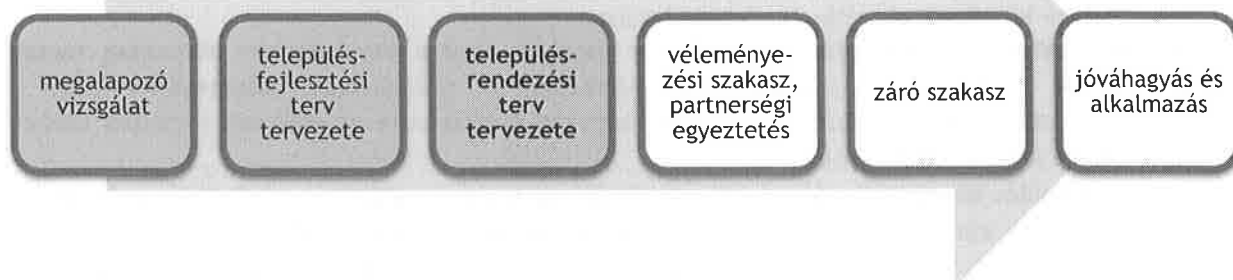 megalapozó
vizsgálat
település-
fejlesztési
terv
tervezete
település-
rendezési
terv
tervezete
véleménye-
zési szakasz,
partnerségi
egyeztetés
záró szakasz
jóváhagyás és
alkalmazás